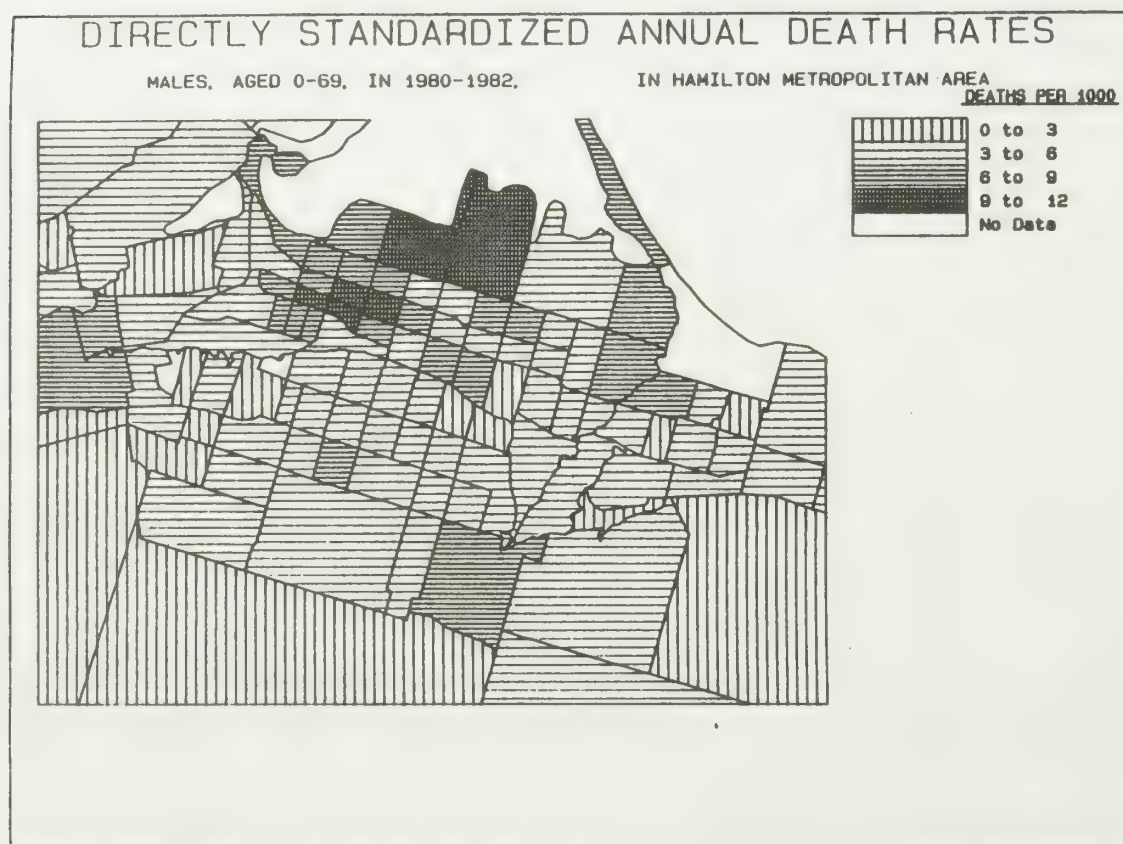 DIRECTLY STANDARDIZED ANNUAL DEATH RATES
MALES, AGED 0-69, IN 1980-1982, IN HAMILTON METROPOLITAN AREA
DEATHS PER 1000
0 to 3
3 to 6
6 to 9
9 to 12
No Data